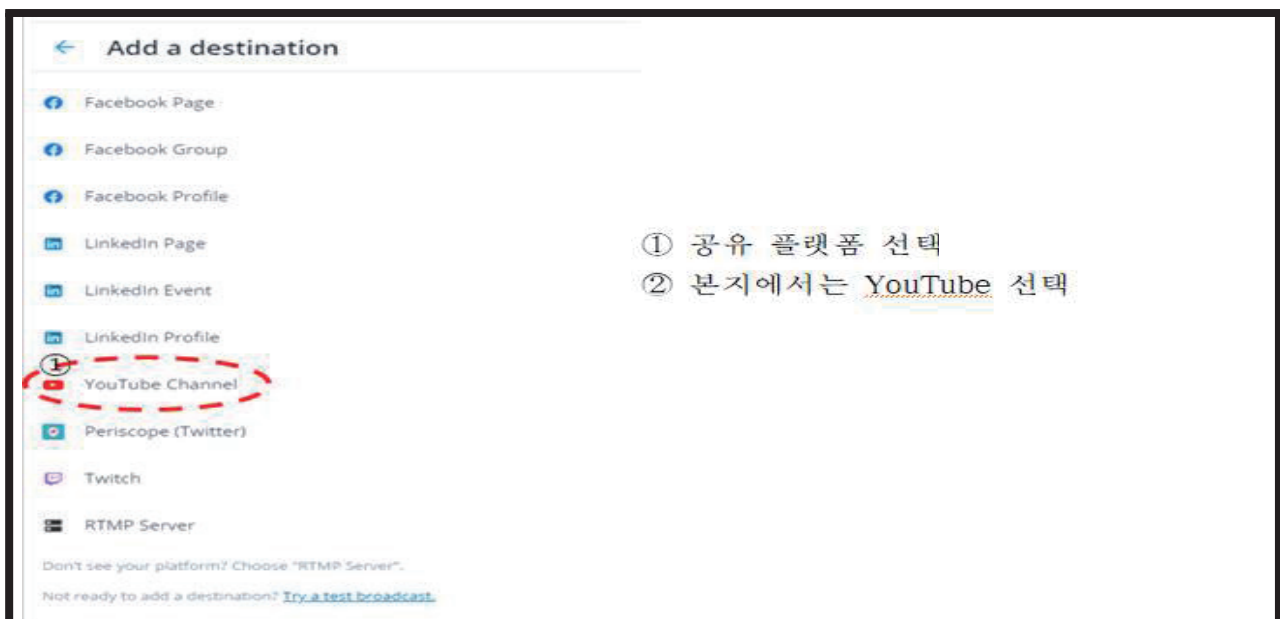 ← Add a destination
Facebook Page
Facebook Group
Facebook Profile
LinkedIn Page
LinkedIn Event
LinkedIn Profile
①
YouTube Channel
Periscope (Twitter)
Twitch
RTMP Server
Don't see your platform? Choose "RTMP Server".
Not ready to add a destination? Try a test broadcast.
① 공유 플랫폼 선택
② 본지에서는 YouTube 선택